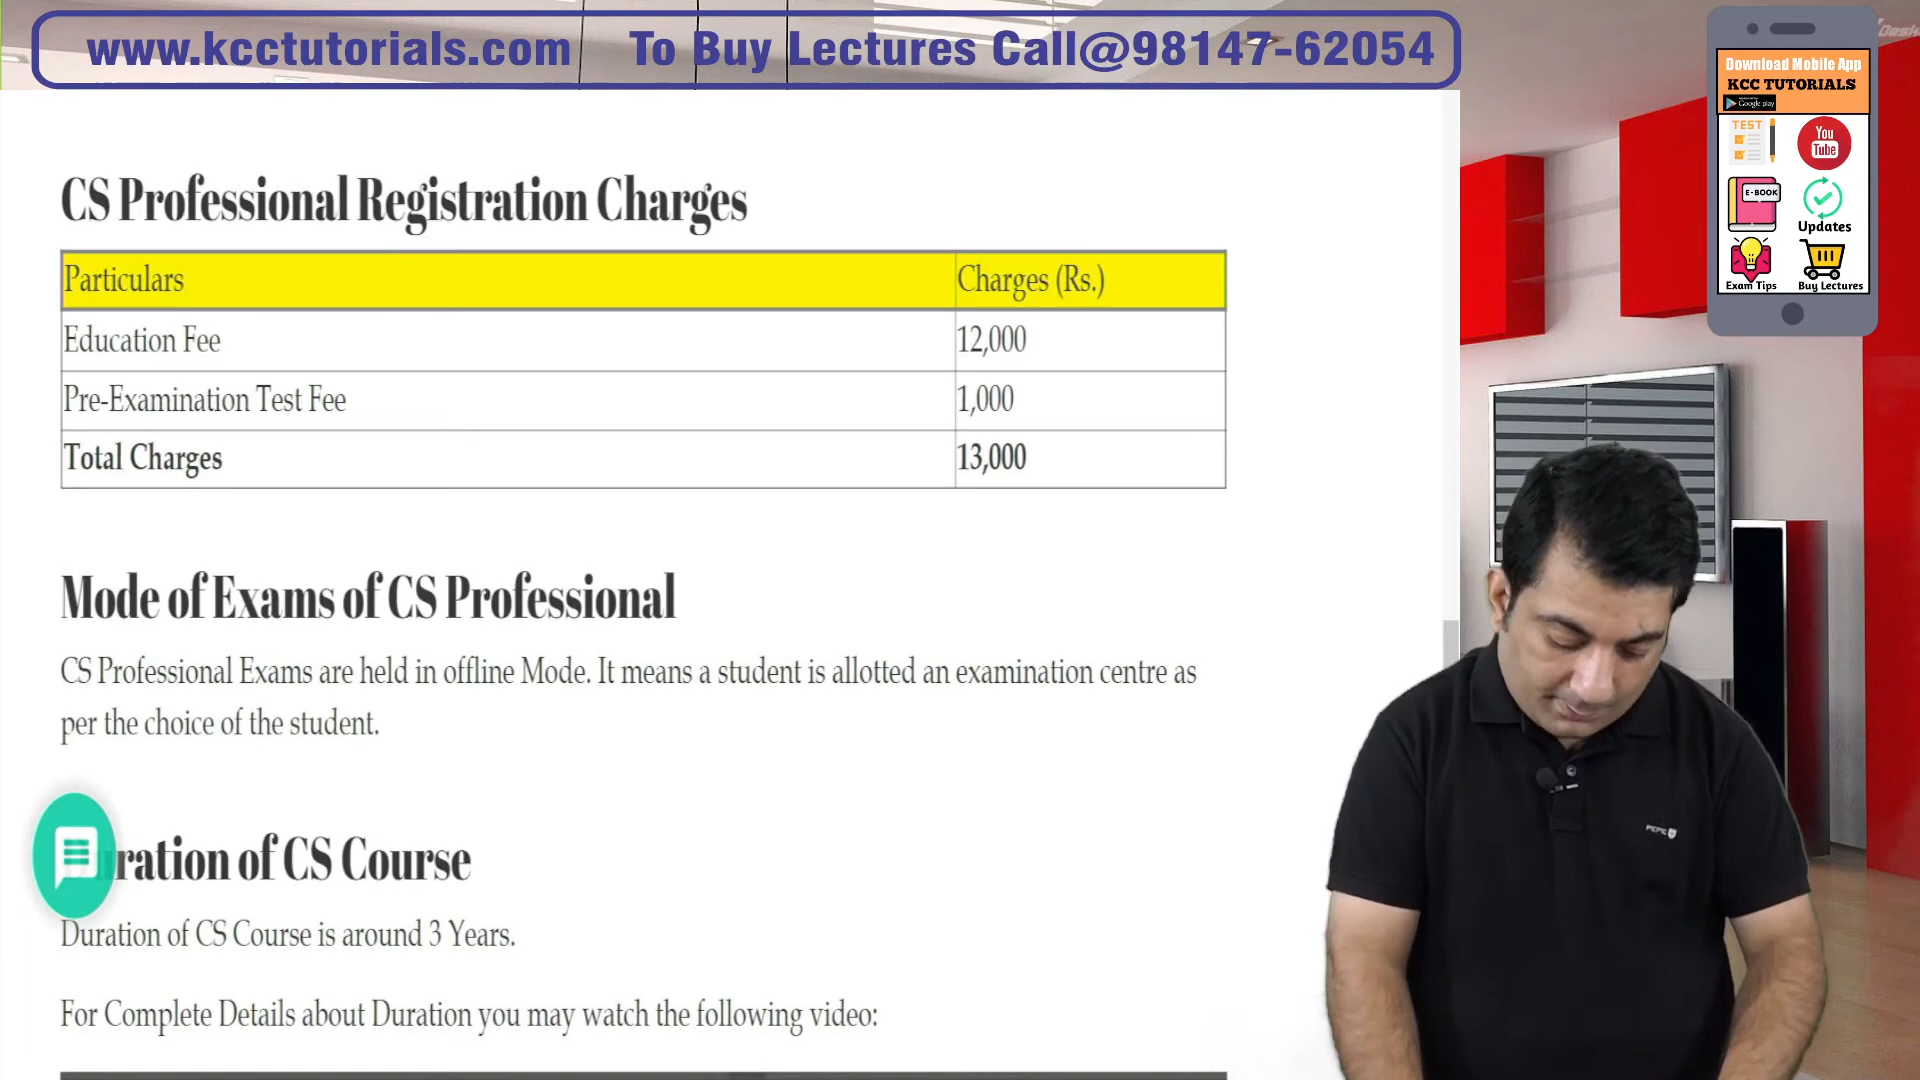 www.kcctutorials.com To Buy Lectures Call@98147-62054
Download Mobile App
KCC TUTORIALS
Google play
TEST
You
Tube
E-BOOK
Updates
Exam Tips
Buy Lectures
CS Professional Registration Charges
Particulars Charges (Rs.)
Education Fee 12,000
Pre-Examination Test Fee 1,000
Total Charges 13,000
Mode of Exams of CS Professional
CS Professional Exams are held in offline Mode. It means a student is allotted an examination centre as
per the choice of the student.
ration of CS Course
Duration of CS Course is around 3 Years.
For Complete Details about Duration you may watch the following video:
PEPE